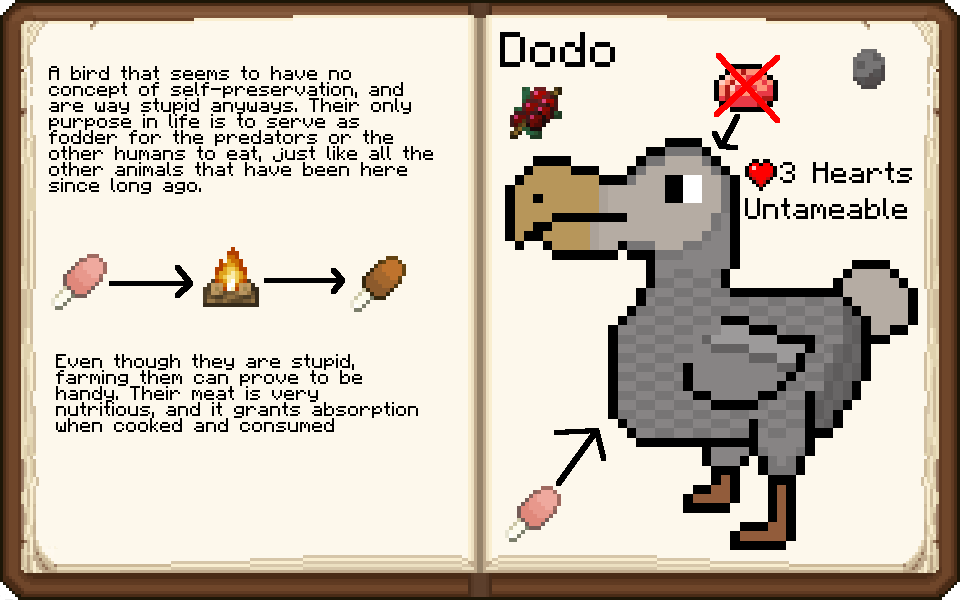 A bird that seems to have no
concept of self-preservation, and
are way stupid anyways. Their only
purpose in life is to serve as
fodder for the predators or the
other humans to eat, just like all the
other animals that have been here
since long ago.
Even though they are stupid,
farming them can prove to be
handy. Their meat is very
nutritious, and it grants absorption
when cooked and consumed
Dodo
3 Hearts
Untameable